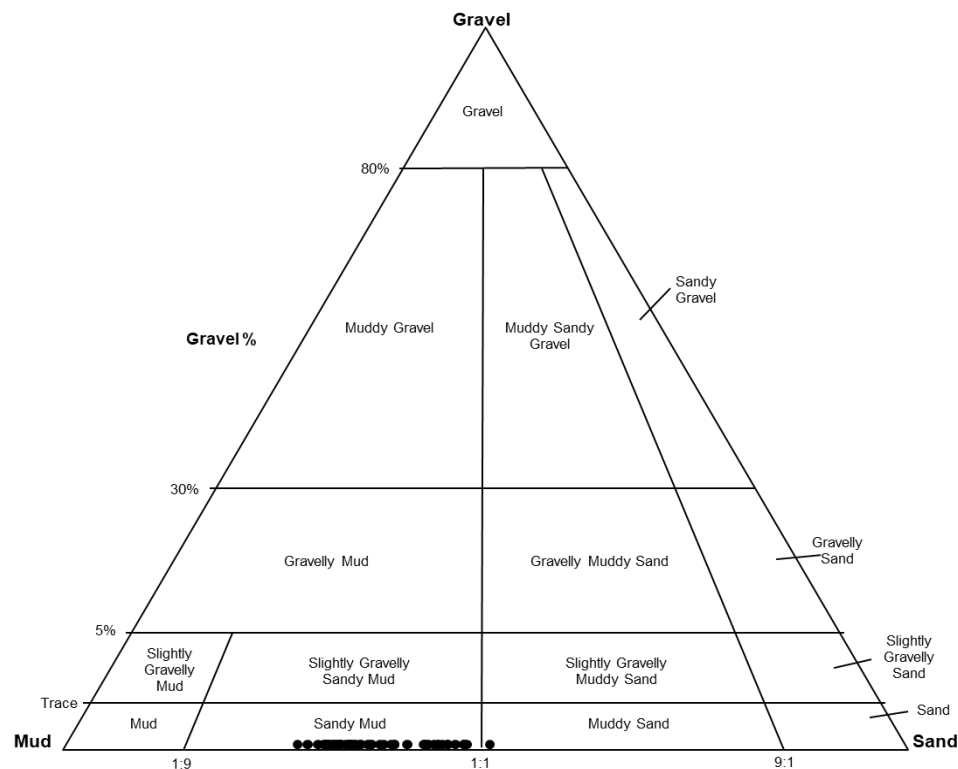 Gravel
Gravel
80%
Sandy
Gravel
Muddy Gravel
Muddy Sandy
Gravel
Gravel%
30%
Gravelly Mud
Gravelly Muddy Sand
Gravelly
Sand
5%
Slightly
Gravelly
Mud
Slightly Gravelly
Sandy Mud
Slightly Gravelly
Muddy Sand
Slightly
Gravelly
Sand
Trace
Mud
Sandy Mud
Muddy Sand
Sand
Mud
Sand
1:9
1:1
9:1